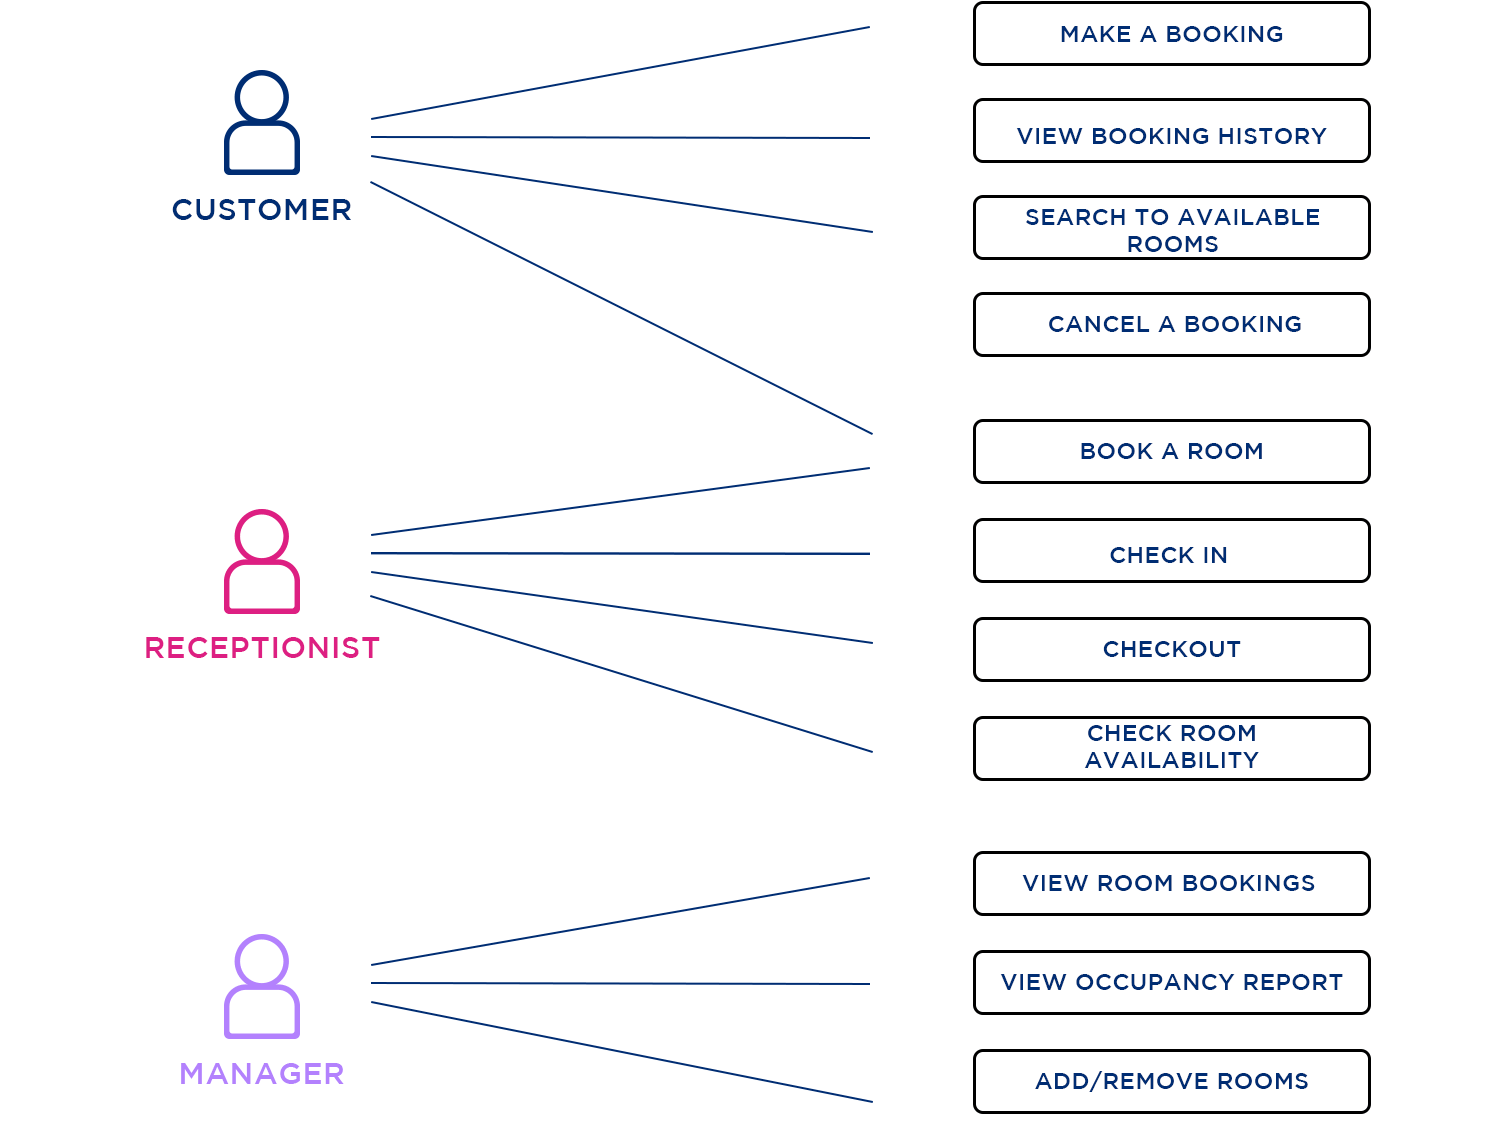 MAKE A BOOKING
VIEW BOOKING HISTORY
CUSTOMER
SEARCH TO AVAILABLE
ROOMS
CANCEL A BOOKING
BOOK A ROOM
CHECK IN
RECEPTIONIST
CHECKOUT
CHECK ROOM
AVAILABILITY
VIEW ROOM BOOKINGS
VIEW OCCUPANCY REPORT
MANAGER
ADD/REMOVE ROOMS